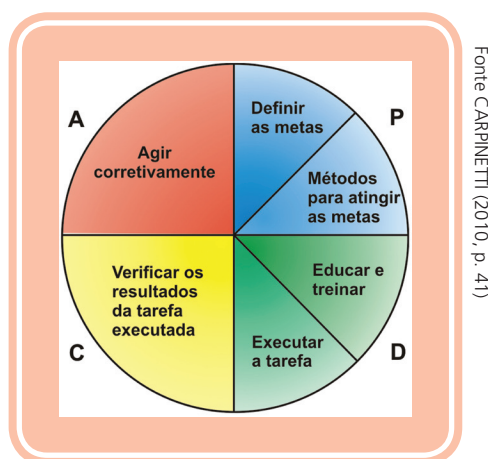 A
Agir
corretivamente
Definir
as metas
P
Métodos
para atingir
as metas
Educar e
treinar
D
Executar
a tarefa
Verificar os
resultados
da tarefa
executada
C
Fonte CARPINETTI (2010, p. 41)